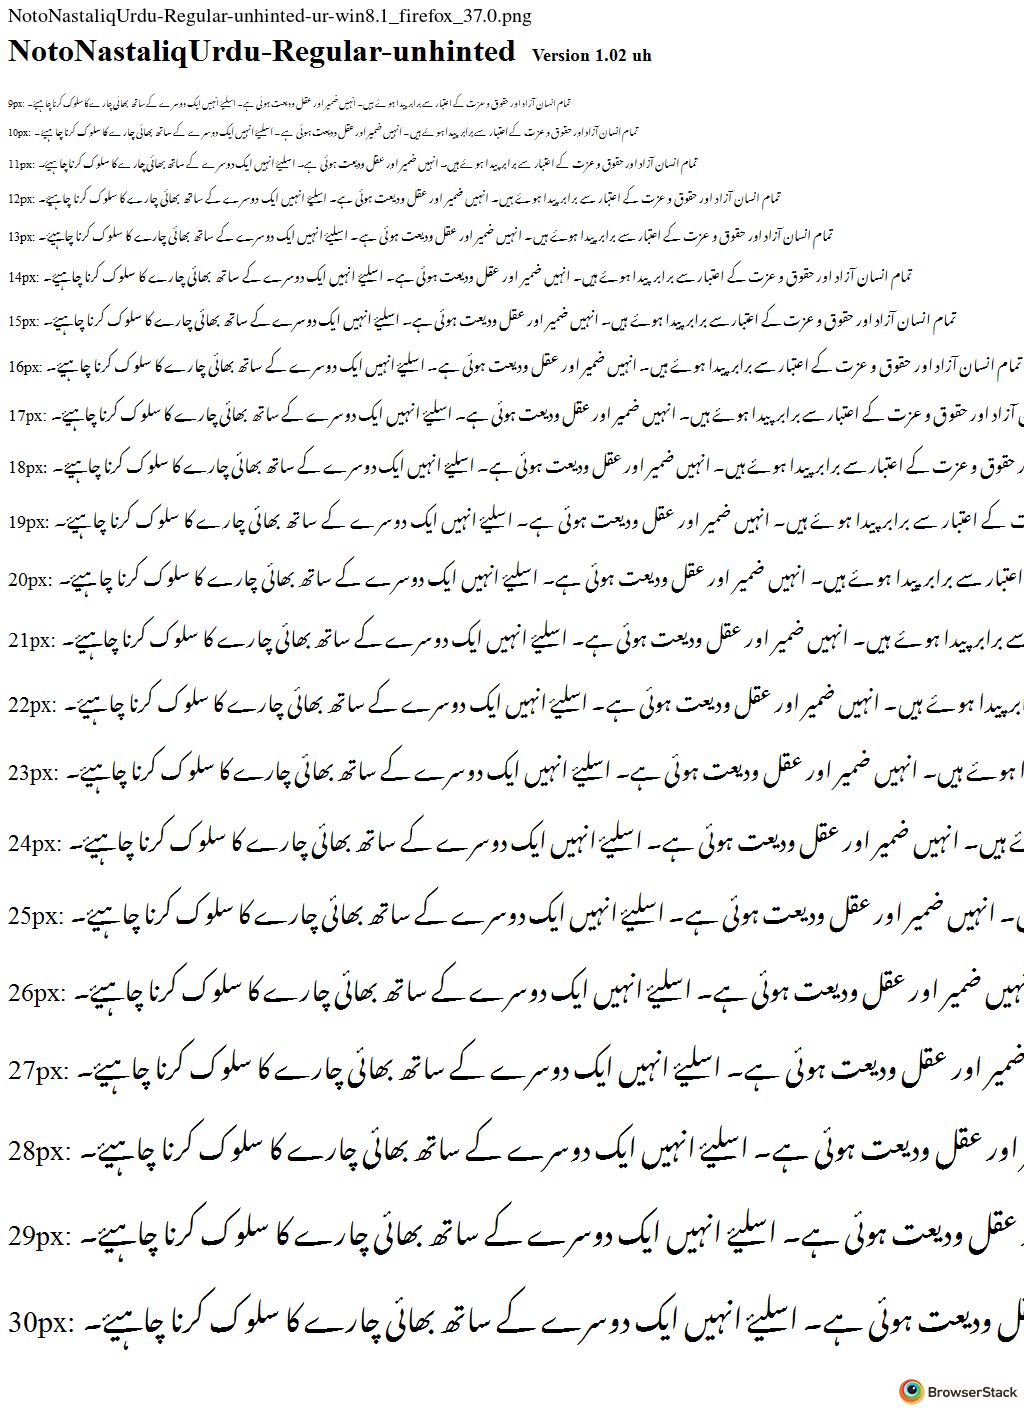 NotoNastaliqUrdu-Regular-unhinted-ur-win8.1_firefox_37.0.png
NotoNastaliqUrdu-Regular-unhinted Version 1.02 uh
9px: تمام انسان آزاد اور حقوق و عزت کے اعتبار سے برابر پیدا ہوئے ہیں۔ انہیں ضمیر اور عقل ودیعت ہوئی ہے۔ اسلیئے انہیں ایک دوسرے کے ساتھ بھائی چارے کا سلوک کرنا چاہیئے۔
10px: تمام انسان آزاد اور حقوق و عزت کے اعتبار سے برابر پیدا ہوئے ہیں۔ انہیں ضمیر اور عقل ودیعت ہوئی ہے۔ اسلیئے انہیں ایک دوسرے کے ساتھ بھائی چارے کا سلوک کرنا چاہیئے۔
11px: تمام انسان آزاد اور حقوق و عزت کے اعتبار سے برابر پیدا ہوئے ہیں۔ انہیں ضمیر اور عقل ودیعت ہوئی ہے۔ اسلیئے انہیں ایک دوسرے کے ساتھ بھائی چارے کا سلوک کرنا چاہیئے۔
12px: تمام انسان آزاد اور حقوق و عزت کے اعتبار سے برابر پیدا ہوئے ہیں۔ انہیں ضمیر اور عقل ودیعت ہوئی ہے۔ اسلیئے انہیں ایک دوسرے کے ساتھ بھائی چارے کا سلوک کرنا چاہیئے۔
13px: تمام انسان آزاد اور حقوق و عزت کے اعتبار سے برابر پیدا ہوئے ہیں۔ انہیں ضمیر اور عقل ودیعت ہوئی ہے۔ اسلیئے انہیں ایک دوسرے کے ساتھ بھائی چارے کا سلوک کرنا چاہیئے۔
14px: تمام انسان آزاد اور حقوق و عزت کے اعتبار سے برابر پیدا ہوئے ہیں۔ انہیں ضمیر اور عقل ودیعت ہوئی ہے۔ اسلیئے انہیں ایک دوسرے کے ساتھ بھائی چارے کا سلوک کرنا چاہیئے۔
15px: تمام انسان آزاد اور حقوق و عزت کے اعتبار سے برابر پیدا ہوئے ہیں۔ انہیں ضمیر اور عقل ودیعت ہوئی ہے۔ اسلیئے انہیں ایک دوسرے کے ساتھ بھائی چارے کا سلوک کرنا چاہیئے۔
16px: تمام انسان آزاد اور حقوق و عزت کے اعتبار سے برابر پیدا ہوئے ہیں۔ انہیں ضمیر اور عقل ودیعت ہوئی ہے۔ اسلیئے انہیں ایک دوسرے کے ساتھ بھائی چارے کا سلوک کرنا چاہیئے۔
17px: آزاد اور حقوق و عزت کے اعتبار سے برابر پیدا ہوئے ہیں۔ انہیں ضمیر اور عقل ودیعت ہوئی ہے۔ اسلیئے انہیں ایک دوسرے کے ساتھ بھائی چارے کا سلوک کرنا چاہیئے۔
18px: حقوق و عزت کے اعتبار سے برابر پیدا ہوئے ہیں۔ انہیں ضمیر اور عقل ودیعت ہوئی ہے۔ اسلیئے انہیں ایک دوسرے کے ساتھ بھائی چارے کا سلوک کرنا چاہیئے۔
19px: کے اعتبار سے برابر پیدا ہوئے ہیں۔ انہیں ضمیر اور عقل ودیعت ہوئی ہے۔ اسلیئے انہیں ایک دوسرے کے ساتھ بھائی چارے کا سلوک کرنا چاہیئے۔
20px: اعتبار سے برابر پیدا ہوئے ہیں۔ انہیں ضمیر اور عقل ودیعت ہوئی ہے۔ اسلیئے انہیں ایک دوسرے کے ساتھ بھائی چارے کا سلوک کرنا چاہیئے۔
21px: سے برابر پیدا ہوئے ہیں۔ انہیں ضمیر اور عقل ودیعت ہوئی ہے۔ اسلیئے انہیں ایک دوسرے کے ساتھ بھائی چارے کا سلوک کرنا چاہیئے۔
22px: پیدا ہوئے ہیں۔ انہیں ضمیر اور عقل ودیعت ہوئی ہے۔ اسلیئے انہیں ایک دوسرے کے ساتھ بھائی چارے کا سلوک کرنا چاہیئے۔
23px: ہوئے ہیں۔ انہیں ضمیر اور عقل ودیعت ہوئی ہے۔ اسلیئے انہیں ایک دوسرے کے ساتھ بھائی چارے کا سلوک کرنا چاہیئے۔
24px: ہیں۔ انہیں ضمیر اور عقل ودیعت ہوئی ہے۔ اسلیئے انہیں ایک دوسرے کے ساتھ بھائی چارے کا سلوک کرنا چاہیئے۔
25px: انہیں ضمیر اور عقل ودیعت ہوئی ہے۔ اسلیئے انہیں ایک دوسرے کے ساتھ بھائی چارے کا سلوک کرنا چاہیئے۔
26px: ضمیر اور عقل ودیعت ہوئی ہے۔ اسلیئے انہیں ایک دوسرے کے ساتھ بھائی چارے کا سلوک کرنا چاہیئے۔
27px: ضمیر اور عقل ودیعت ہوئی ہے۔ اسلیئے انہیں ایک دوسرے کے ساتھ بھائی چارے کا سلوک کرنا چاہیئے۔
28px: اور عقل ودیعت ہوئی ہے۔ اسلیئے انہیں ایک دوسرے کے ساتھ بھائی چارے کا سلوک کرنا چاہیئے۔
29px: عقل ودیعت ہوئی ہے۔ اسلیئے انہیں ایک دوسرے کے ساتھ بھائی چارے کا سلوک کرنا چاہیئے۔
30px: ودیعت ہوئی ہے۔ اسلیئے انہیں ایک دوسرے کے ساتھ بھائی چارے کا سلوک کرنا چاہیئے۔
BrowserStack